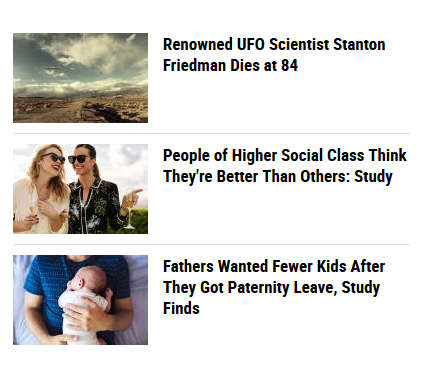 Renowned UFO Scientist Stanton
Friedman Dies at 84
People of Higher Social Class Think
They're Better Than Others: Study
Fathers Wanted Fewer Kids After
They Got Paternity Leave, Study
Finds